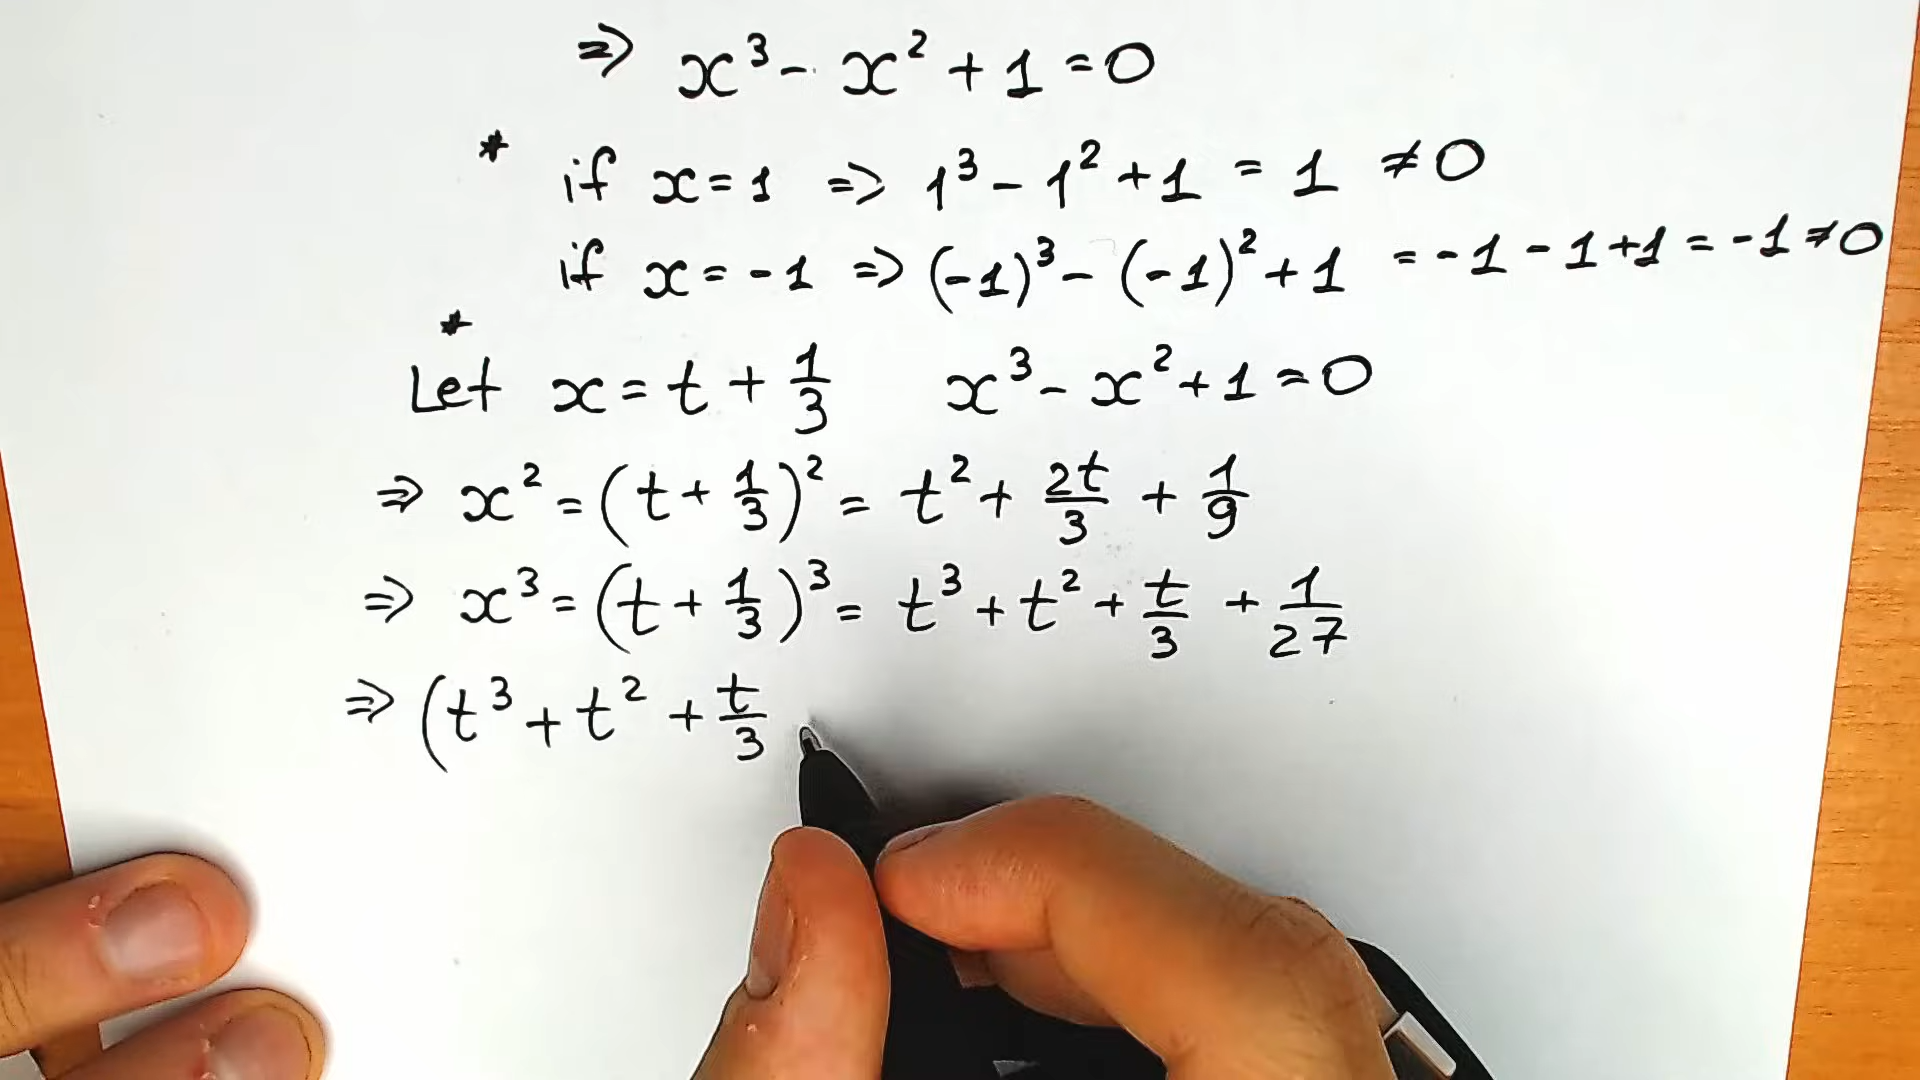 ⇒ x³ - x² + 1 = 0
* if x = 1 ⇒ 1³ - 1² + 1 = 1 ≠ 0
if x = -1 ⇒ (-1)³ - (-1)² + 1 = -1 - 1 + 1 = -1 ≠ 0
*
Let x = t + 1/3 x³ - x² + 1 = 0
⇒ x² = (t + 1/3)² = t² + 2t/3 + 1/9
⇒ x³ = (t + 1/3)³ = t³ + t² + t/3 + 1/27
⇒ (t³ + t² + t/3